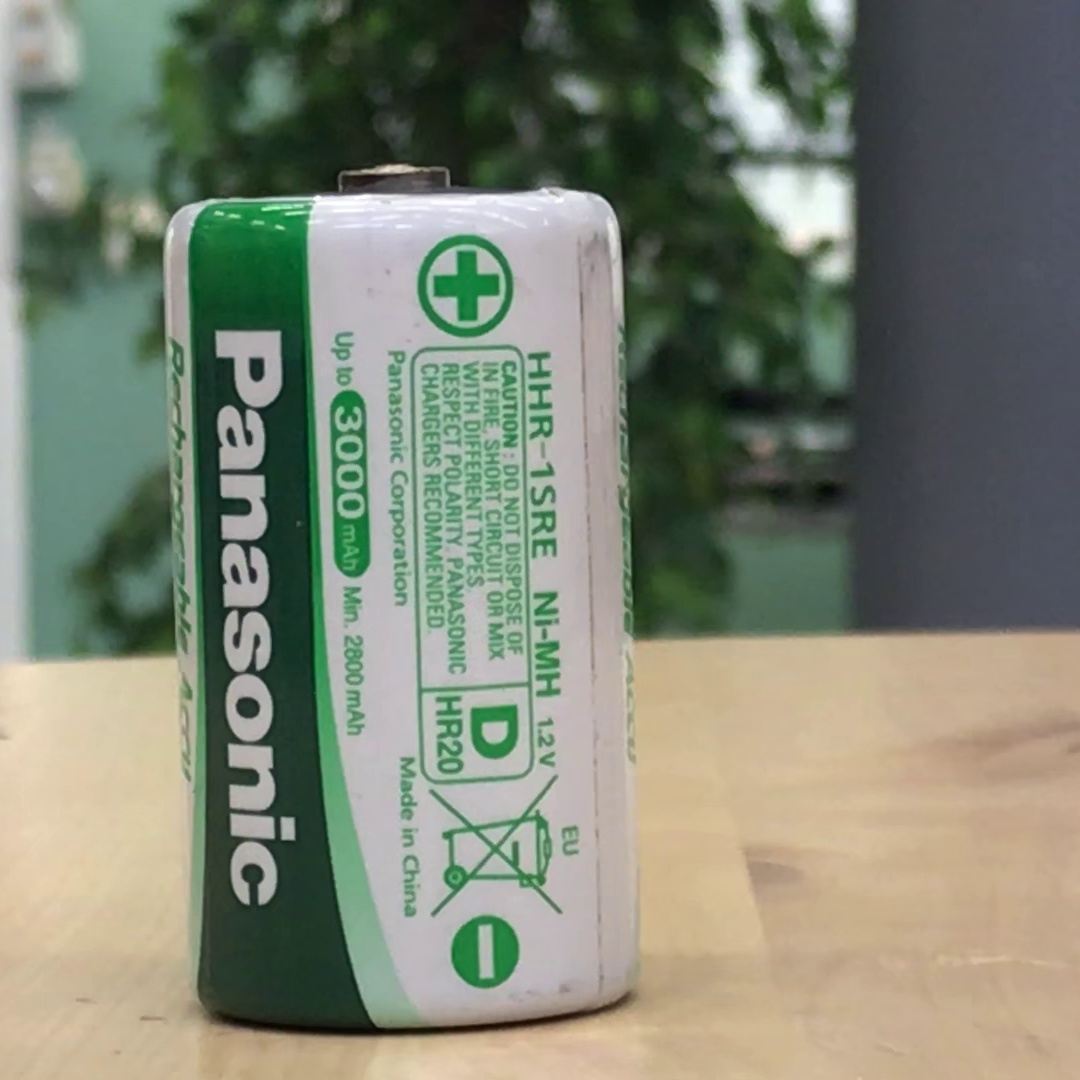 HHR-1SRE Ni-MH 1.2 V
CAUTION : DO NOT DISPOSE OF
IN FIRE, SHORT CIRCUIT OR MIX
WITH DIFFERENT TYPES.
RESPECT POLARITY. PANASONIC
CHARGERS RECOMMENDED.
D
HR20
EU
Panasonic Corporation
Made in China
Up to 3000 mAh Min. 2800 mAh
Panasonic